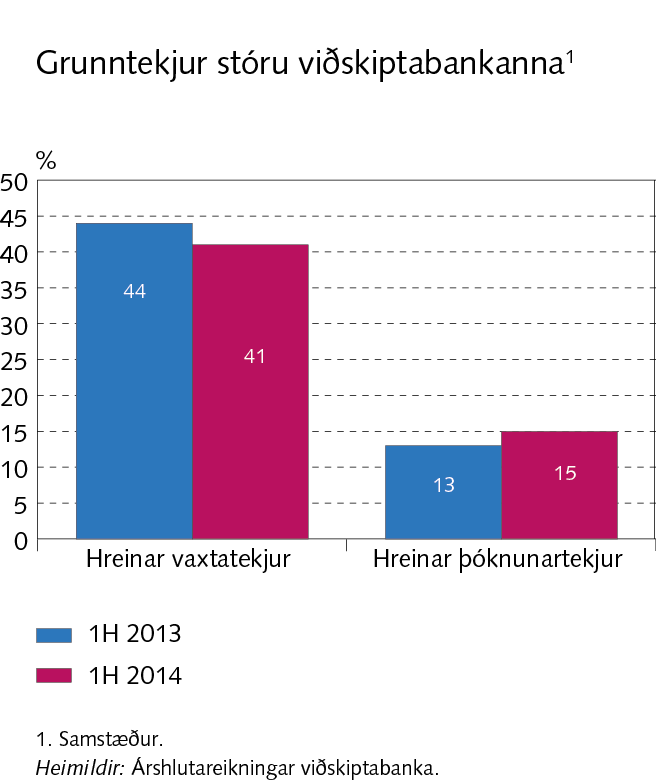 Grunntekjur stóru viðskiptabankanna¹
%
50
45
40
35
30
25
20
15
10
5
0
44
41
13
15
Hreinar vaxtatekjur
Hreinar þóknunartekjur
1H 2013
1H 2014
1. Samstæður.
Heimildir: Árshlutareikningar viðskiptabanka.